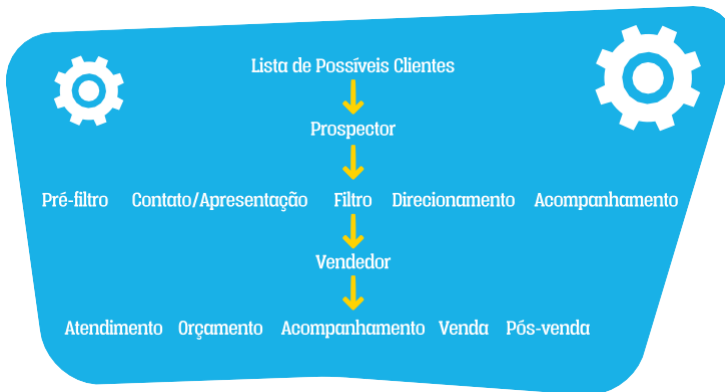 Lista de Possíveis Clientes
Prospector
Pré-filtro Contato/Apresentação Filtro Direcionamento Acompanhamento
Vendedor
Atendimento Orçamento Acompanhamento Venda Pós-venda